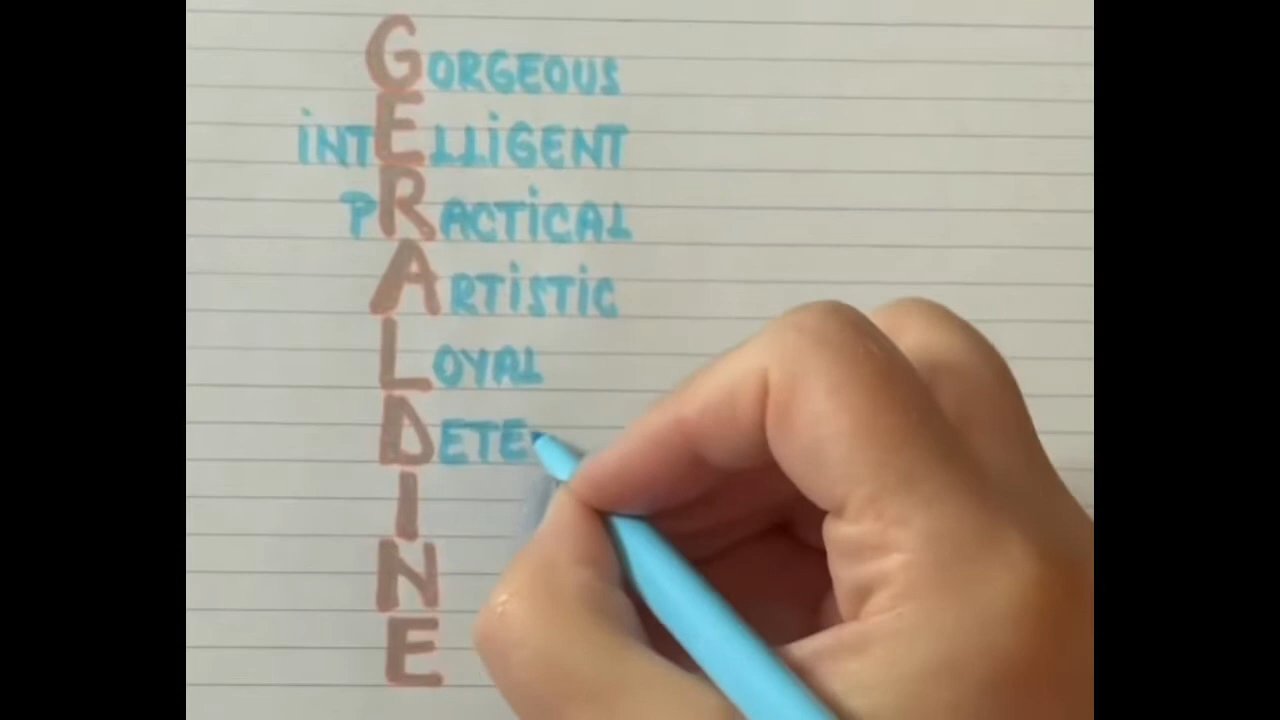 GORGEOUS
iNTELLiGENT
PRACTiCAL
ARTiSTiC
LOYAL
DETE
I
N
E